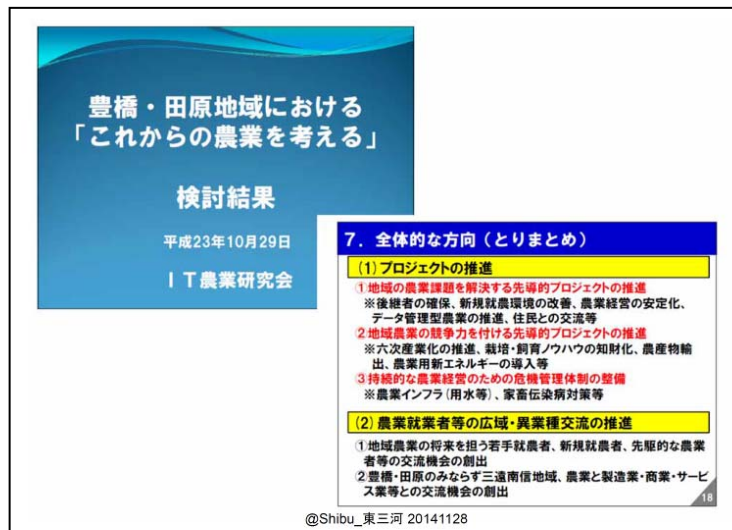 豊橋・田原地域における
「これからの農業を考える」
検討結果
平成23年10月29日
IT農業研究会
7．全体的な方向（とりまとめ）
(1)プロジェクトの推進
①地域の農業課題を解決する先導的プロジェクトの推進
※後継者の確保、新規就農環境の改善、農業経営の安定化、
データ管理型農業の推進、住民との交流等
②地域農業の競争力を付ける先導的プロジェクトの推進
※六次産業化の推進、栽培・飼育ノウハウの知財化、農産物輸
出、農業用新エネルギーの導入等
③持続的な農業経営のための危機管理体制の整備
※農業インフラ(用水等)、家畜伝染病対策等
(2)農業就業者等の広域・異業種交流の推進
①地域農業の将来を担う若手就農者、新規就農者、先駆的な農業
者等の交流機会の創出
②豊橋・田原のみならず三遠南信地域、農業と製造業・商業・サービ
ス業等との交流機会の創出
18
@Shibu_東三河 20141128